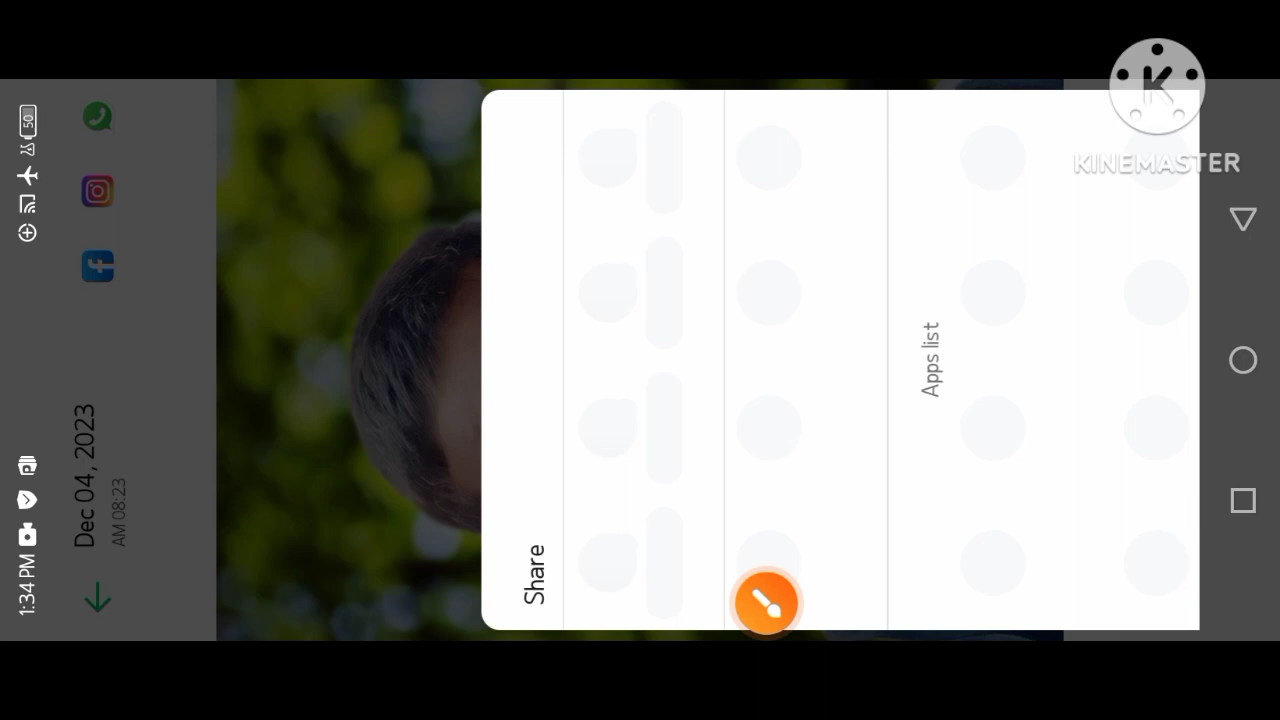 1:34 PM
50
Dec 04, 2023
AM 08:23
Share
Apps list
KINEMASTER